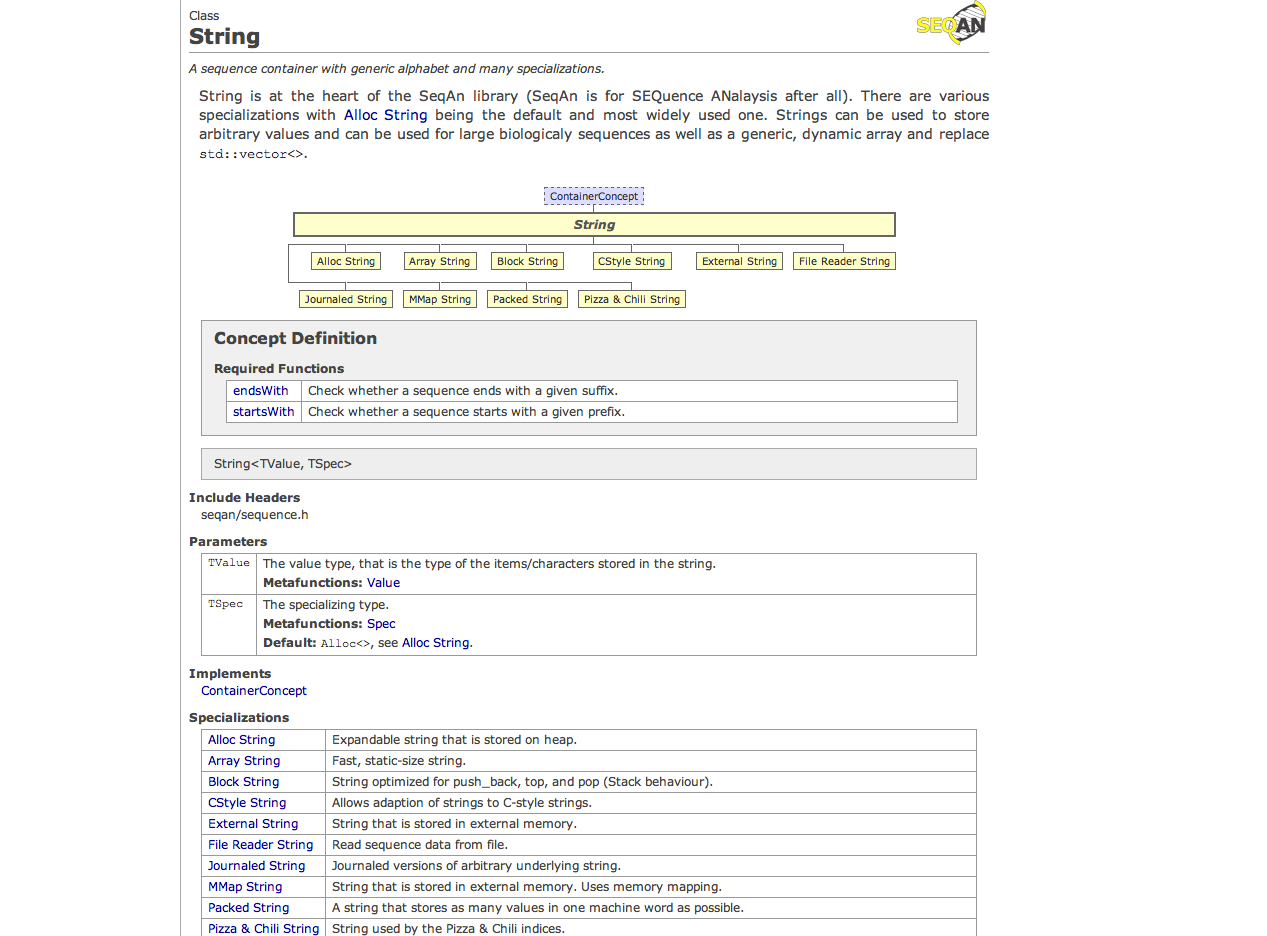 Class
String
SEQAN
A sequence container with generic alphabet and many specializations.
String is at the heart of the SeqAn library (SeqAn is for SEQuence ANalaysis after all). There are various
specializations with Alloc String being the default and most widely used one. Strings can be used to store
arbitrary values and can be used for large biologicaly sequences as well as a generic, dynamic array and replace
std::vector<>.
ContainerConcept
String
Alloc String Array String Block String CStyle String External String File Reader String
Journaled String MMap String Packed String Pizza & Chili String
Concept Definition
Required Functions
endsWith Check whether a sequence ends with a given suffix.
startsWith Check whether a sequence starts with a given prefix.
String<TValue, TSpec>
Include Headers
seqan/sequence.h
Parameters
TValue The value type, that is the type of the items/characters stored in the string.
Metafunctions: Value
TSpec The specializing type.
Metafunctions: Spec
Default: Alloc<>, see Alloc String.
Implements
ContainerConcept
Specializations
Alloc String Expandable string that is stored on heap.
Array String Fast, static-size string.
Block String String optimized for push_back, top, and pop (Stack behaviour).
CStyle String Allows adaption of strings to C-style strings.
External String String that is stored in external memory.
File Reader String Read sequence data from file.
Journaled String Journaled versions of arbitrary underlying string.
MMap String String that is stored in external memory. Uses memory mapping.
Packed String A string that stores as many values in one machine word as possible.
Pizza & Chili String String used by the Pizza & Chili indices.